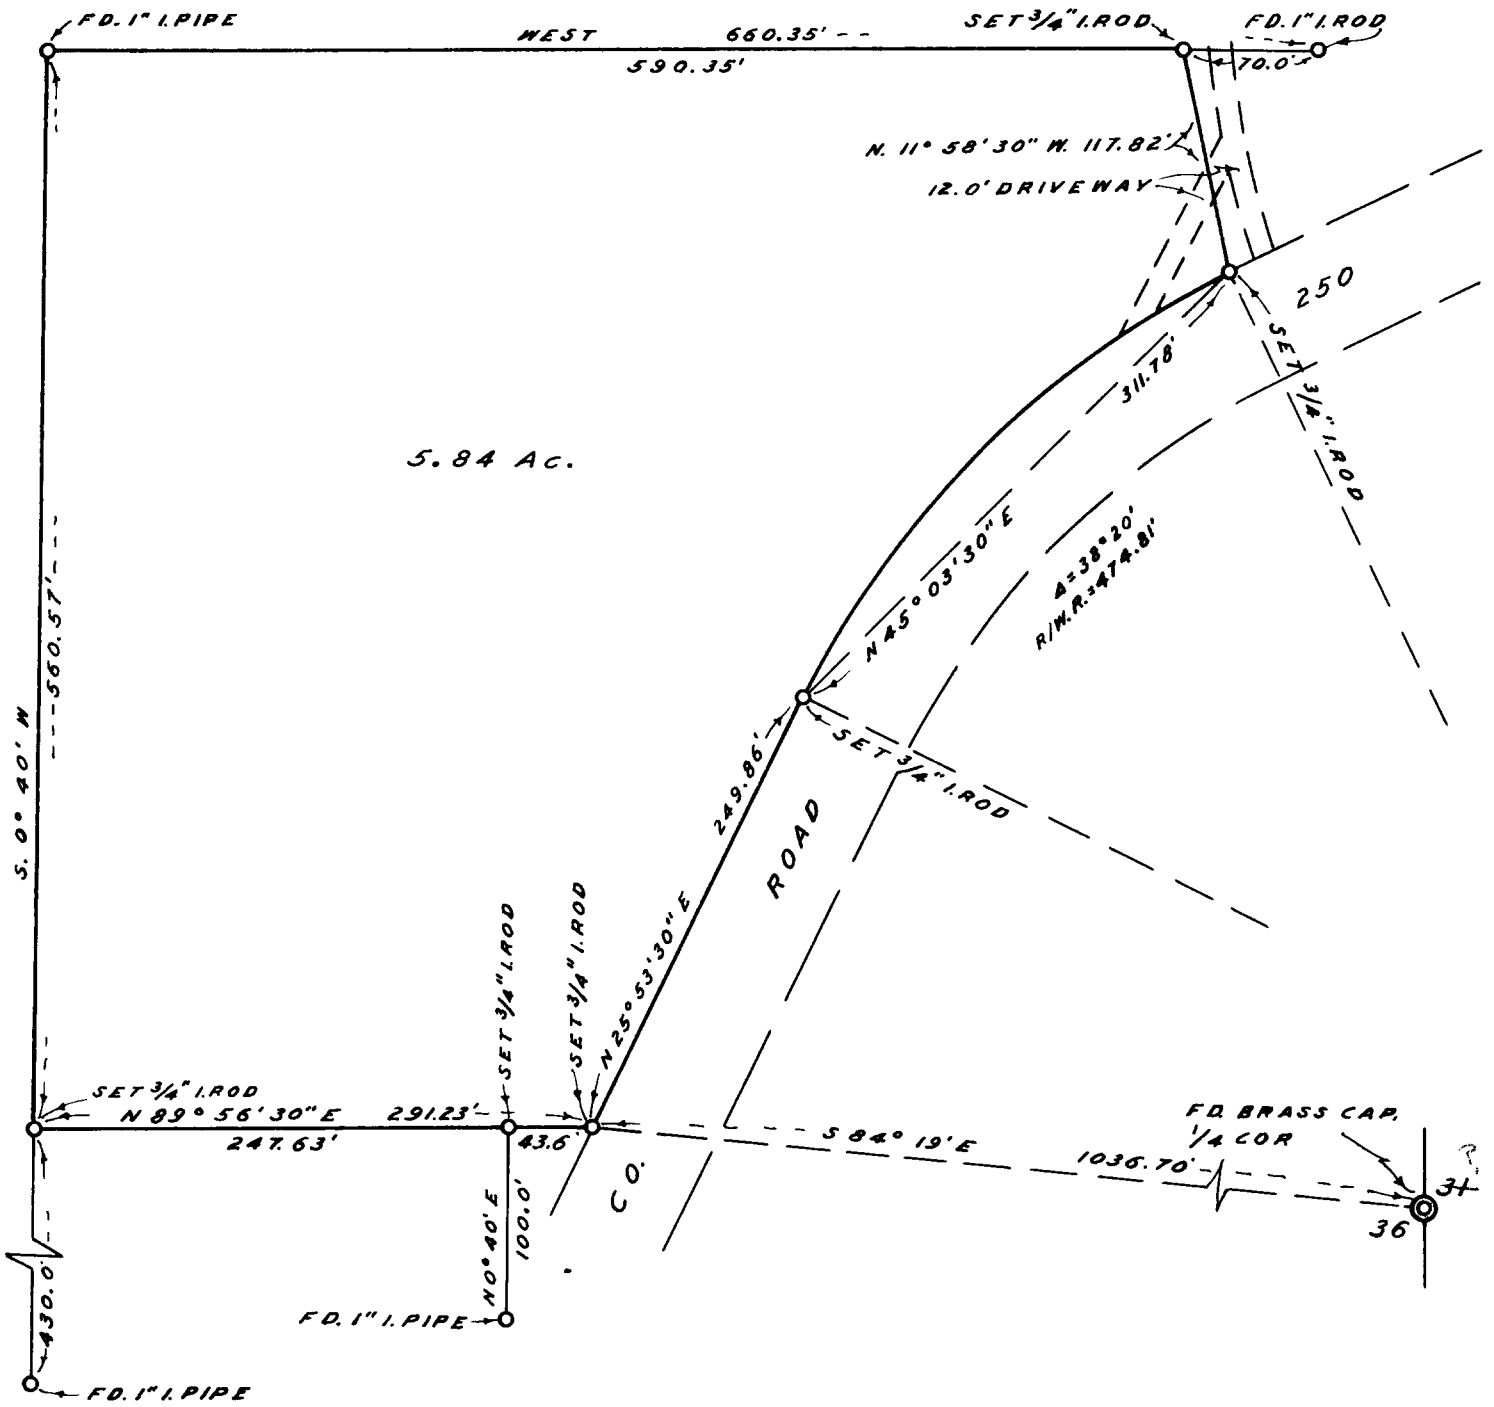 FD. 1" I. PIPE
WEST 660.35'
SET 3/4" I. ROD
FD. 1" I. ROD
590.35'
70.0'
N. 11° 58' 30" W. 117.82'
12.0' DRIVEWAY
250
SET 3/4" I. ROD
311.78'
5.84 AC.
N 45° 03' 30" E
Δ = 38° 20'
R/W. R. = 474.81'
560.57'
S. 0° 40' W
249.86'
SET 3/4" I. ROD
ROAD
N 25° 53' 30" E
SET 3/4" I. ROD
SET 3/4" I. ROD
SET 3/4" I. ROD
N 89° 56' 30" E 291.23'
247.63'
43.6'
S 84° 19' E
1036.70'
FD. BRASS CAP,
1/4 COR
31
36
CO.
N 0° 40' E
100.0'
FD. 1" I. PIPE
430.0'
FD. 1" I. PIPE